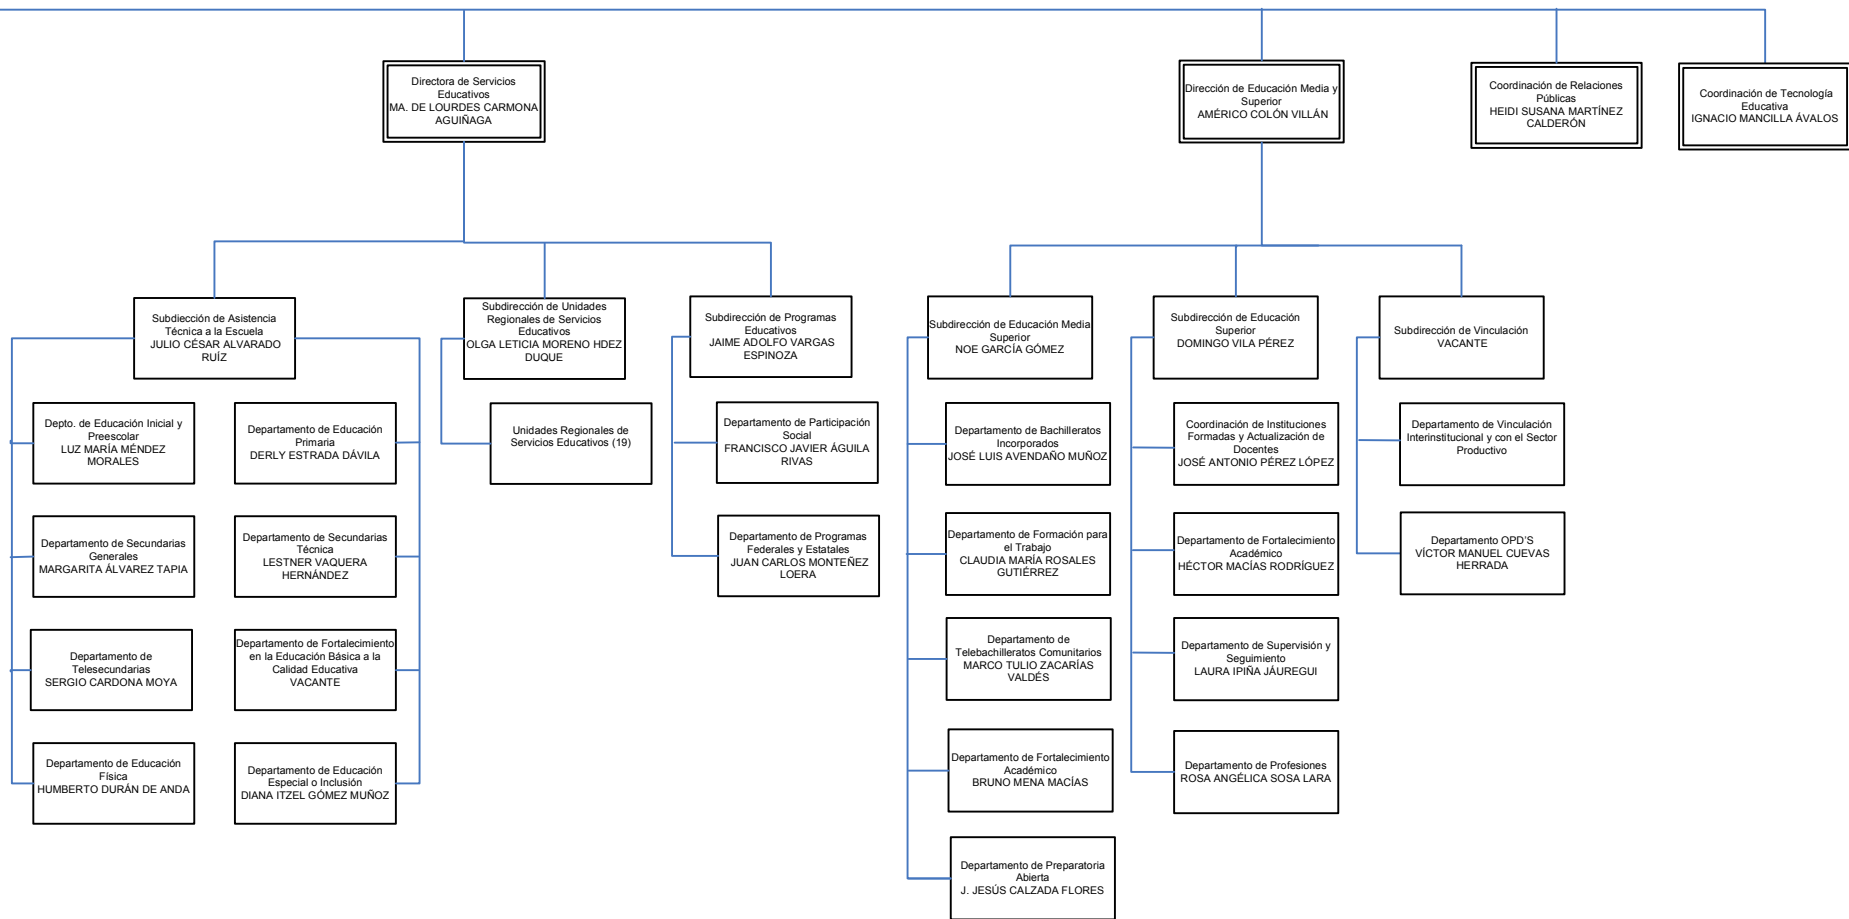 Directora de Servicios
Educativos
MA. DE LOURDES CARMONA
AGUIÑAGA
Dirección de Educación Media y
Superior
AMÉRICO COLÓN VILLÁN
Coordinación de Relaciones
Públicas
HEIDI SUSANA MARTÍNEZ
CALDERÓN
Coordinación de Tecnología
Educativa
IGNACIO MANCILLA ÁVALOS
Subdiección de Asistencia
Técnica a la Escuela
JULIO CÉSAR ALVARADO
RUÍZ
Subdirección de Unidades
Regionales de Servicios
Educativos
OLGA LETICIA MORENO HDEZ
DUQUE
Subdirección de Programas
Educativos
JAIME ADOLFO VARGAS
ESPINOZA
Subdirección de Educación Media
Superior
NOE GARCÍA GÓMEZ
Subdirección de Educación
Superior
DOMINGO VILA PÉREZ
Subdirección de Vinculación
VACANTE
Depto. de Educación Inicial y
Preescolar
LUZ MARÍA MÉNDEZ
MORALES
Departamento de Educación
Primaria
DERLY ESTRADA DÁVILA
Unidades Regionales de
Servicios Educativos (19)
Departamento de Participación
Social
FRANCISCO JAVIER ÁGUILA
RIVAS
Departamento de Bachilleratos
Incorporados
JOSÉ LUIS AVENDAÑO MUÑOZ
Coordinación de Instituciones
Formadas y Actualización de
Docentes
JOSÉ ANTONIO PÉREZ LÓPEZ
Departamento de Vinculación
Interinstitucional y con el Sector
Productivo
Departamento de Secundarias
Generales
MARGARITA ÁLVAREZ TAPIA
Departamento de Secundarias
Técnica
LESTNER VAQUERA
HERNÁNDEZ
Departamento de Programas
Federales y Estatales
JUAN CARLOS MONTEÑEZ
LOERA
Departamento de Formación para
el Trabajo
CLAUDIA MARÍA ROSALES
GUTIÉRREZ
Departamento de Fortalecimiento
Académico
HÉCTOR MACÍAS RODRÍGUEZ
Departamento OPD'S
VÍCTOR MANUEL CUEVAS
HERRADA
Departamento de
Telesecundarias
SERGIO CARDONA MOYA
Departamento de Fortalecimiento
en la Educación Básica a la
Calidad Educativa
VACANTE
Departamento de
Telebachilleratos Comunitarios
MARCO TULIO ZACARÍAS
VALDÉS
Departamento de Supervisión y
Seguimiento
LAURA IPIÑA JÁUREGUI
Departamento de Educación
Física
HUMBERTO DURÁN DE ANDA
Departamento de Educación
Especial o Inclusión
DIANA ITZEL GÓMEZ MUÑOZ
Departamento de Fortalecimiento
Académico
BRUNO MENA MACÍAS
Departamento de Profesiones
ROSA ANGÉLICA SOSA LARA
Departamento de Preparatoria
Abierta
J. JESÚS CALZADA FLORES